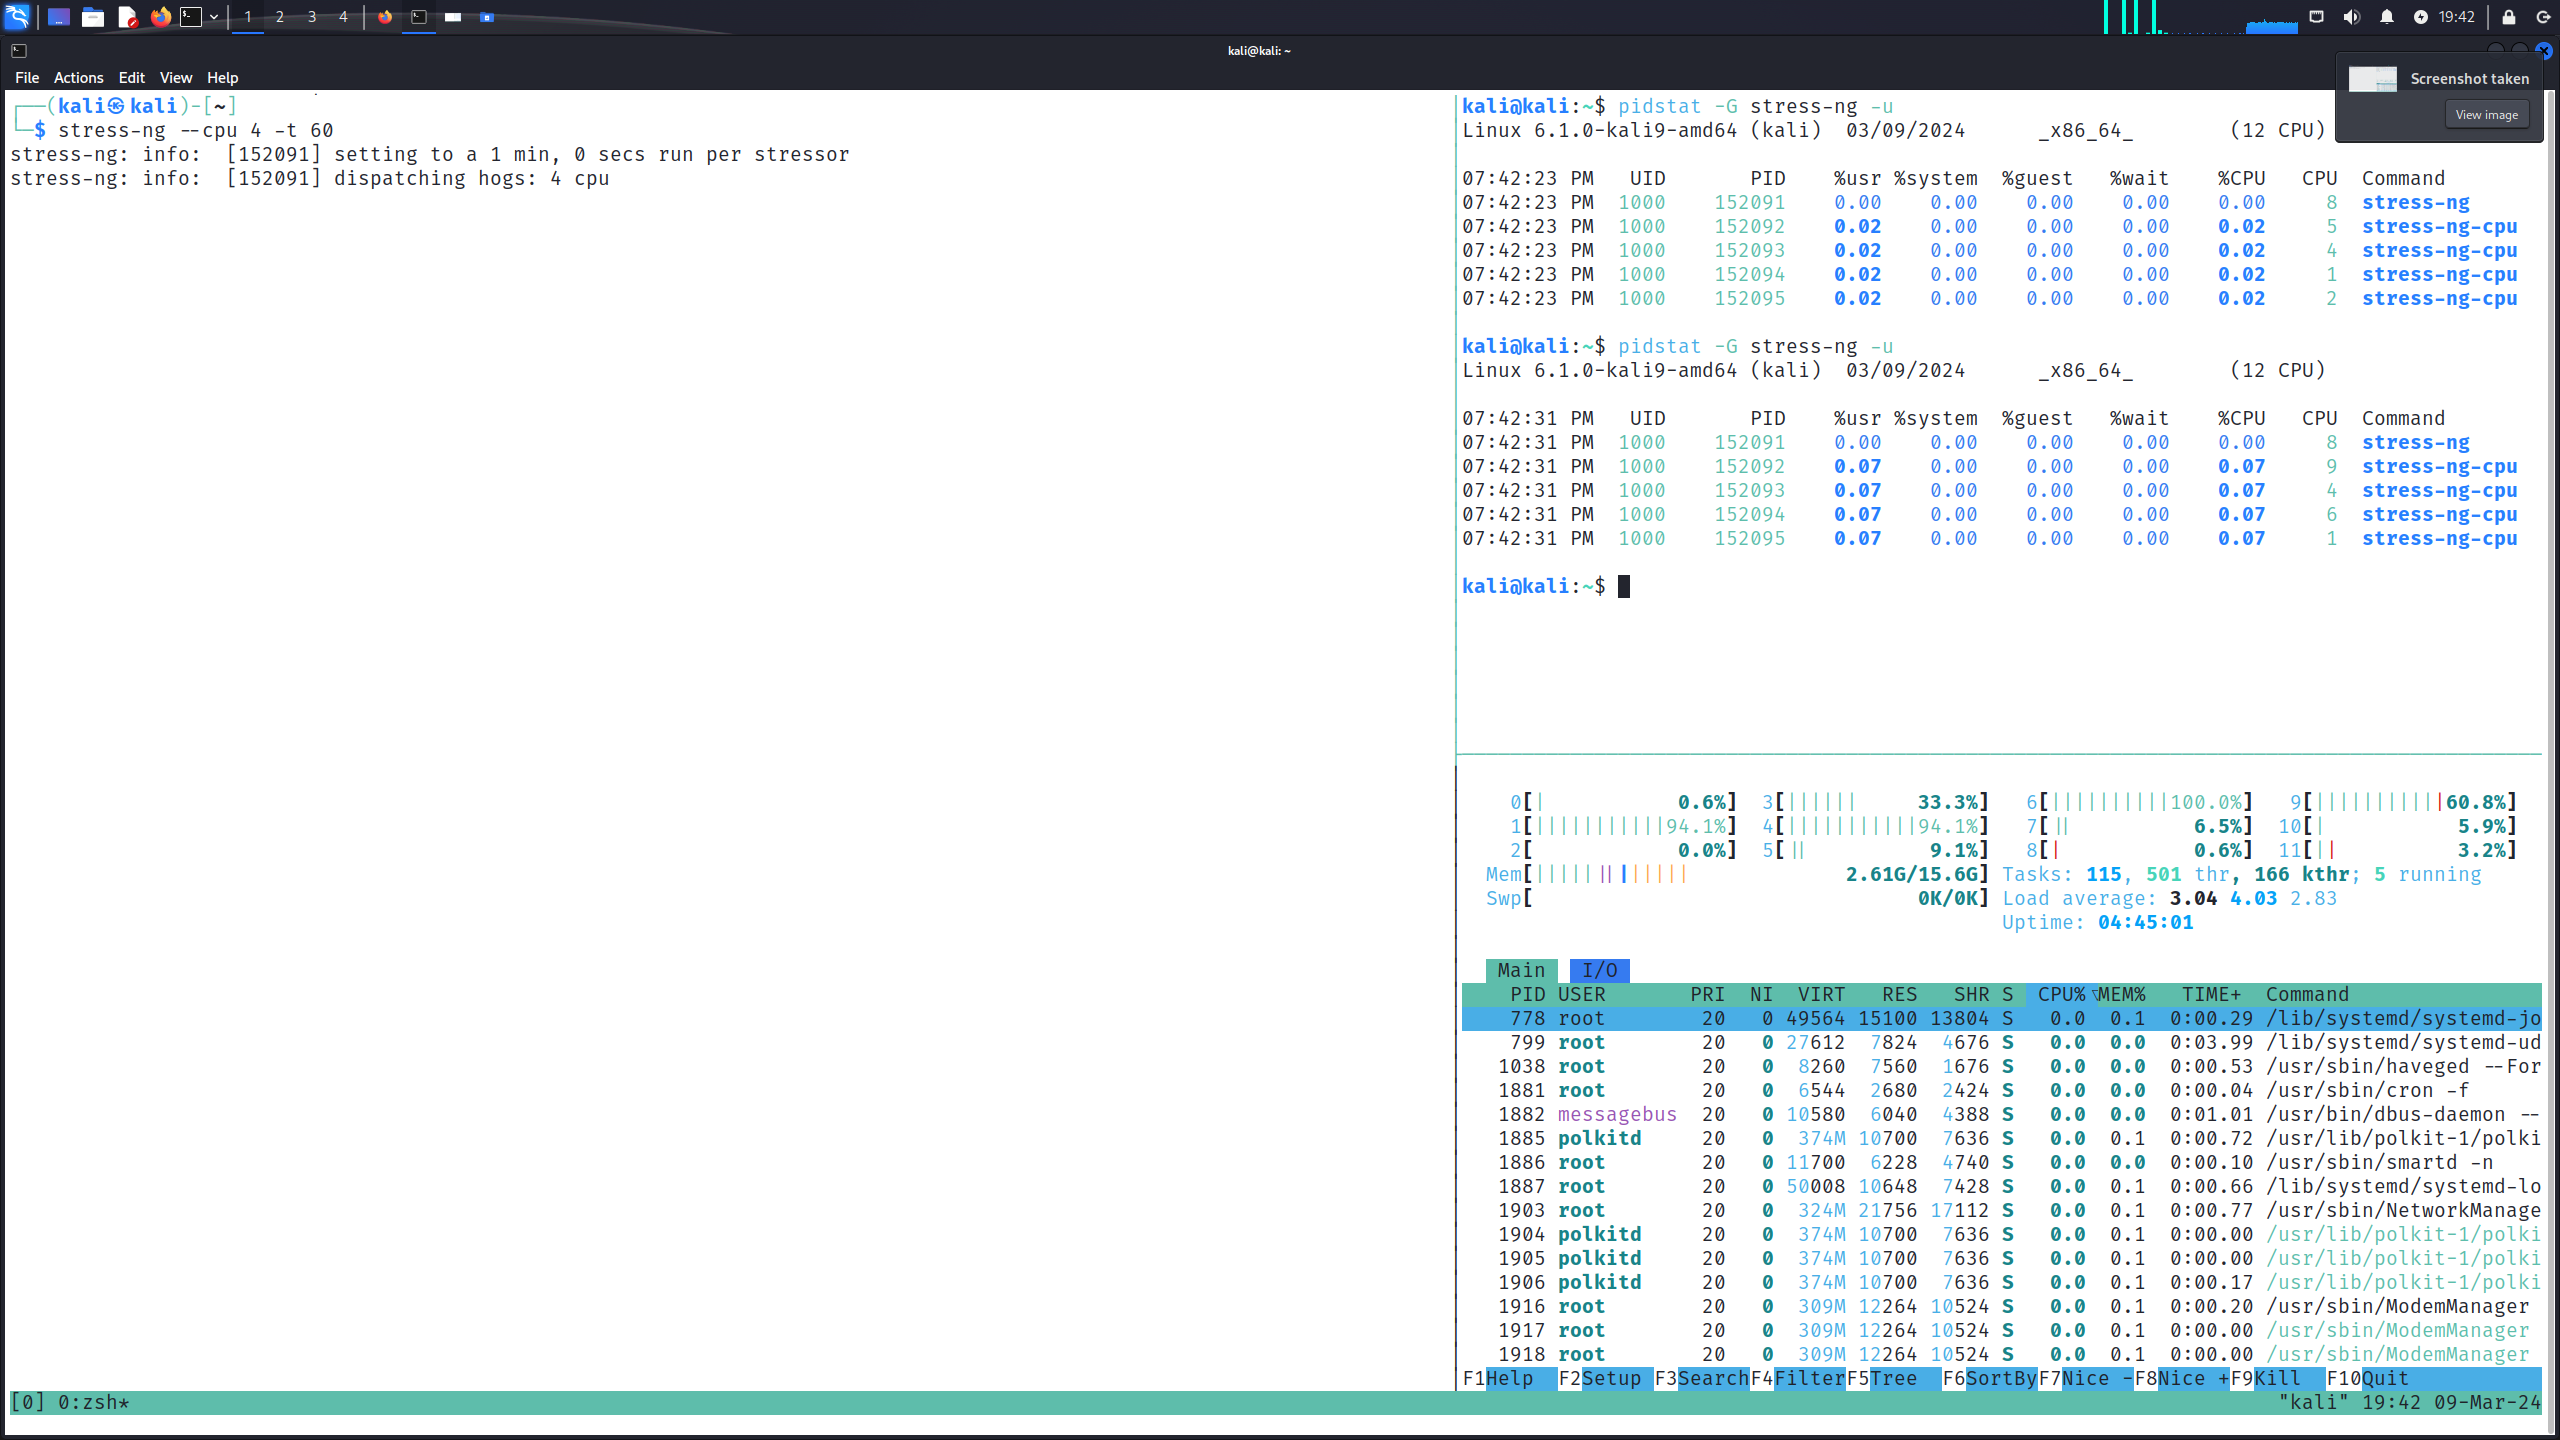 1 2 3 4 19:42
kali@kali: ~
File Actions Edit View Help
Screenshot taken
View image
┌──(kali㉿kali)-[~]
└─$ stress-ng --cpu 4 -t 60
stress-ng: info:  [152091] setting to a 1 min, 0 secs run per stressor
stress-ng: info:  [152091] dispatching hogs: 4 cpu
kali@kali:~$ pidstat -G stress-ng -u
Linux 6.1.0-kali9-amd64 (kali)  03/09/2024      _x86_64_        (12 CPU)
07:42:23 PM   UID       PID    %usr %system  %guest   %wait    %CPU   CPU  Command
07:42:23 PM  1000    152091    0.00    0.00    0.00    0.00    0.00     8  stress-ng
07:42:23 PM  1000    152092    0.02    0.00    0.00    0.00    0.02     5  stress-ng-cpu
07:42:23 PM  1000    152093    0.02    0.00    0.00    0.00    0.02     4  stress-ng-cpu
07:42:23 PM  1000    152094    0.02    0.00    0.00    0.00    0.02     1  stress-ng-cpu
07:42:23 PM  1000    152095    0.02    0.00    0.00    0.00    0.02     2  stress-ng-cpu
kali@kali:~$ pidstat -G stress-ng -u
Linux 6.1.0-kali9-amd64 (kali)  03/09/2024      _x86_64_        (12 CPU)
07:42:31 PM   UID       PID    %usr %system  %guest   %wait    %CPU   CPU  Command
07:42:31 PM  1000    152091    0.00    0.00    0.00    0.00    0.00     8  stress-ng
07:42:31 PM  1000    152092    0.07    0.00    0.00    0.00    0.07     9  stress-ng-cpu
07:42:31 PM  1000    152093    0.07    0.00    0.00    0.00    0.07     4  stress-ng-cpu
07:42:31 PM  1000    152094    0.07    0.00    0.00    0.00    0.07     6  stress-ng-cpu
07:42:31 PM  1000    152095    0.07    0.00    0.00    0.00    0.07     1  stress-ng-cpu
kali@kali:~$
0[| 0.6%] 3[|||||| 33.3%] 6[||||||||||100.0%] 9[|||||||||||60.8%]
1[|||||||||||94.1%] 4[|||||||||||94.1%] 7[|| 6.5%] 10[| 5.9%]
2[ 0.0%] 5[|| 9.1%] 8[| 0.6%] 11[|| 3.2%]
Mem[||||||||||||| 2.61G/15.6G] Tasks: 115, 501 thr, 166 kthr; 5 running
Swp[ 0K/0K] Load average: 3.04 4.03 2.83
Uptime: 04:45:01
Main I/O
PID USER PRI NI VIRT RES SHR S CPU%▽MEM% TIME+ Command
778 root 20 0 49564 15100 13804 S 0.0 0.1 0:00.29 /lib/systemd/systemd-jo
799 root 20 0 27612 7824 4676 S 0.0 0.0 0:03.99 /lib/systemd/systemd-ud
1038 root 20 0 8260 7560 1676 S 0.0 0.0 0:00.53 /usr/sbin/haveged --For
1881 root 20 0 6544 2680 2424 S 0.0 0.0 0:00.04 /usr/sbin/cron -f
1882 messagebus 20 0 10580 6040 4388 S 0.0 0.0 0:01.01 /usr/bin/dbus-daemon --
1885 polkitd 20 0 374M 10700 7636 S 0.0 0.1 0:00.72 /usr/lib/polkit-1/polki
1886 root 20 0 11700 6228 4740 S 0.0 0.0 0:00.10 /usr/sbin/smartd -n
1887 root 20 0 50008 10648 7428 S 0.0 0.1 0:00.66 /lib/systemd/systemd-lo
1903 root 20 0 324M 21756 17112 S 0.0 0.1 0:00.77 /usr/sbin/NetworkManage
1904 polkitd 20 0 374M 10700 7636 S 0.0 0.1 0:00.00 /usr/lib/polkit-1/polki
1905 polkitd 20 0 374M 10700 7636 S 0.0 0.1 0:00.00 /usr/lib/polkit-1/polki
1906 polkitd 20 0 374M 10700 7636 S 0.0 0.1 0:00.17 /usr/lib/polkit-1/polki
1916 root 20 0 309M 12264 10524 S 0.0 0.1 0:00.20 /usr/sbin/ModemManager
1917 root 20 0 309M 12264 10524 S 0.0 0.1 0:00.00 /usr/sbin/ModemManager
1918 root 20 0 309M 12264 10524 S 0.0 0.1 0:00.00 /usr/sbin/ModemManager
F1Help  F2Setup F3SearchF4FilterF5Tree  F6SortByF7Nice -F8Nice +F9Kill  F10Quit
[0] 0:zsh* "kali" 19:42 09-Mar-24